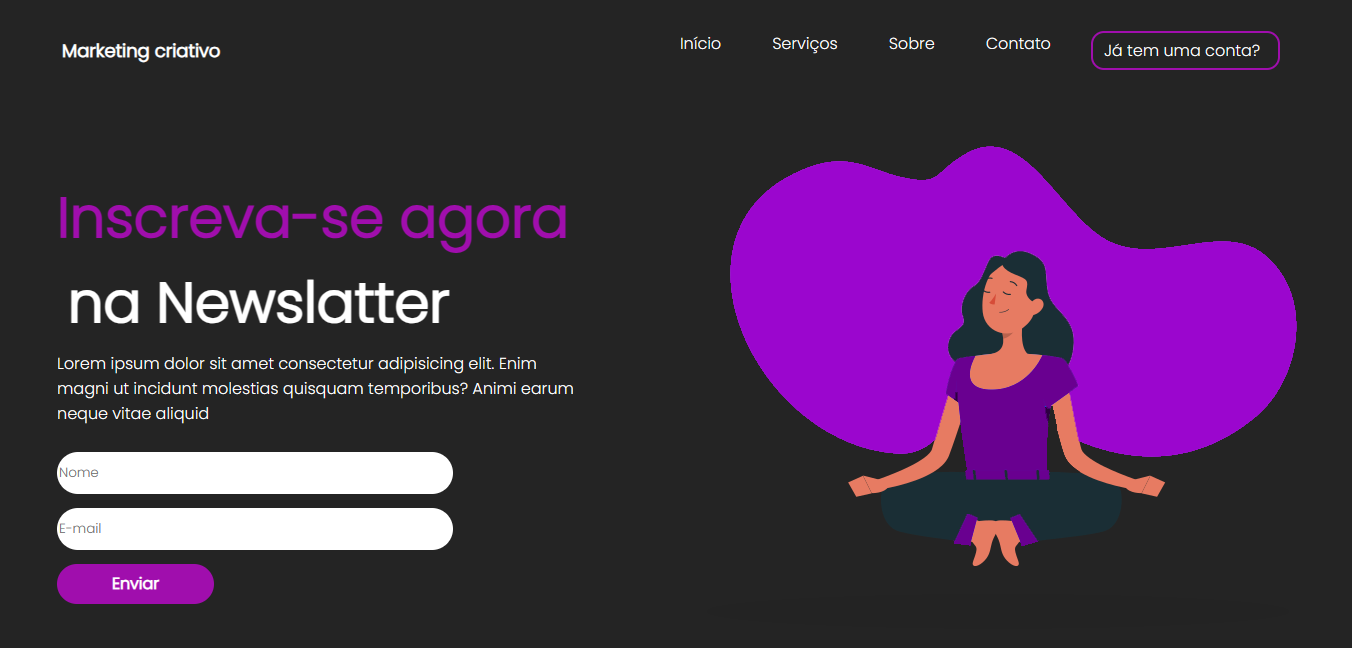 Marketing criativo
Início Serviços Sobre Contato Já tem uma conta?
Inscreva-se agora
na Newslatter
Lorem ipsum dolor sit amet consectetur adipisicing elit. Enim
magni ut incidunt molestias quisquam temporibus? Animi earum
neque vitae aliquid
Nome
E-mail
Enviar